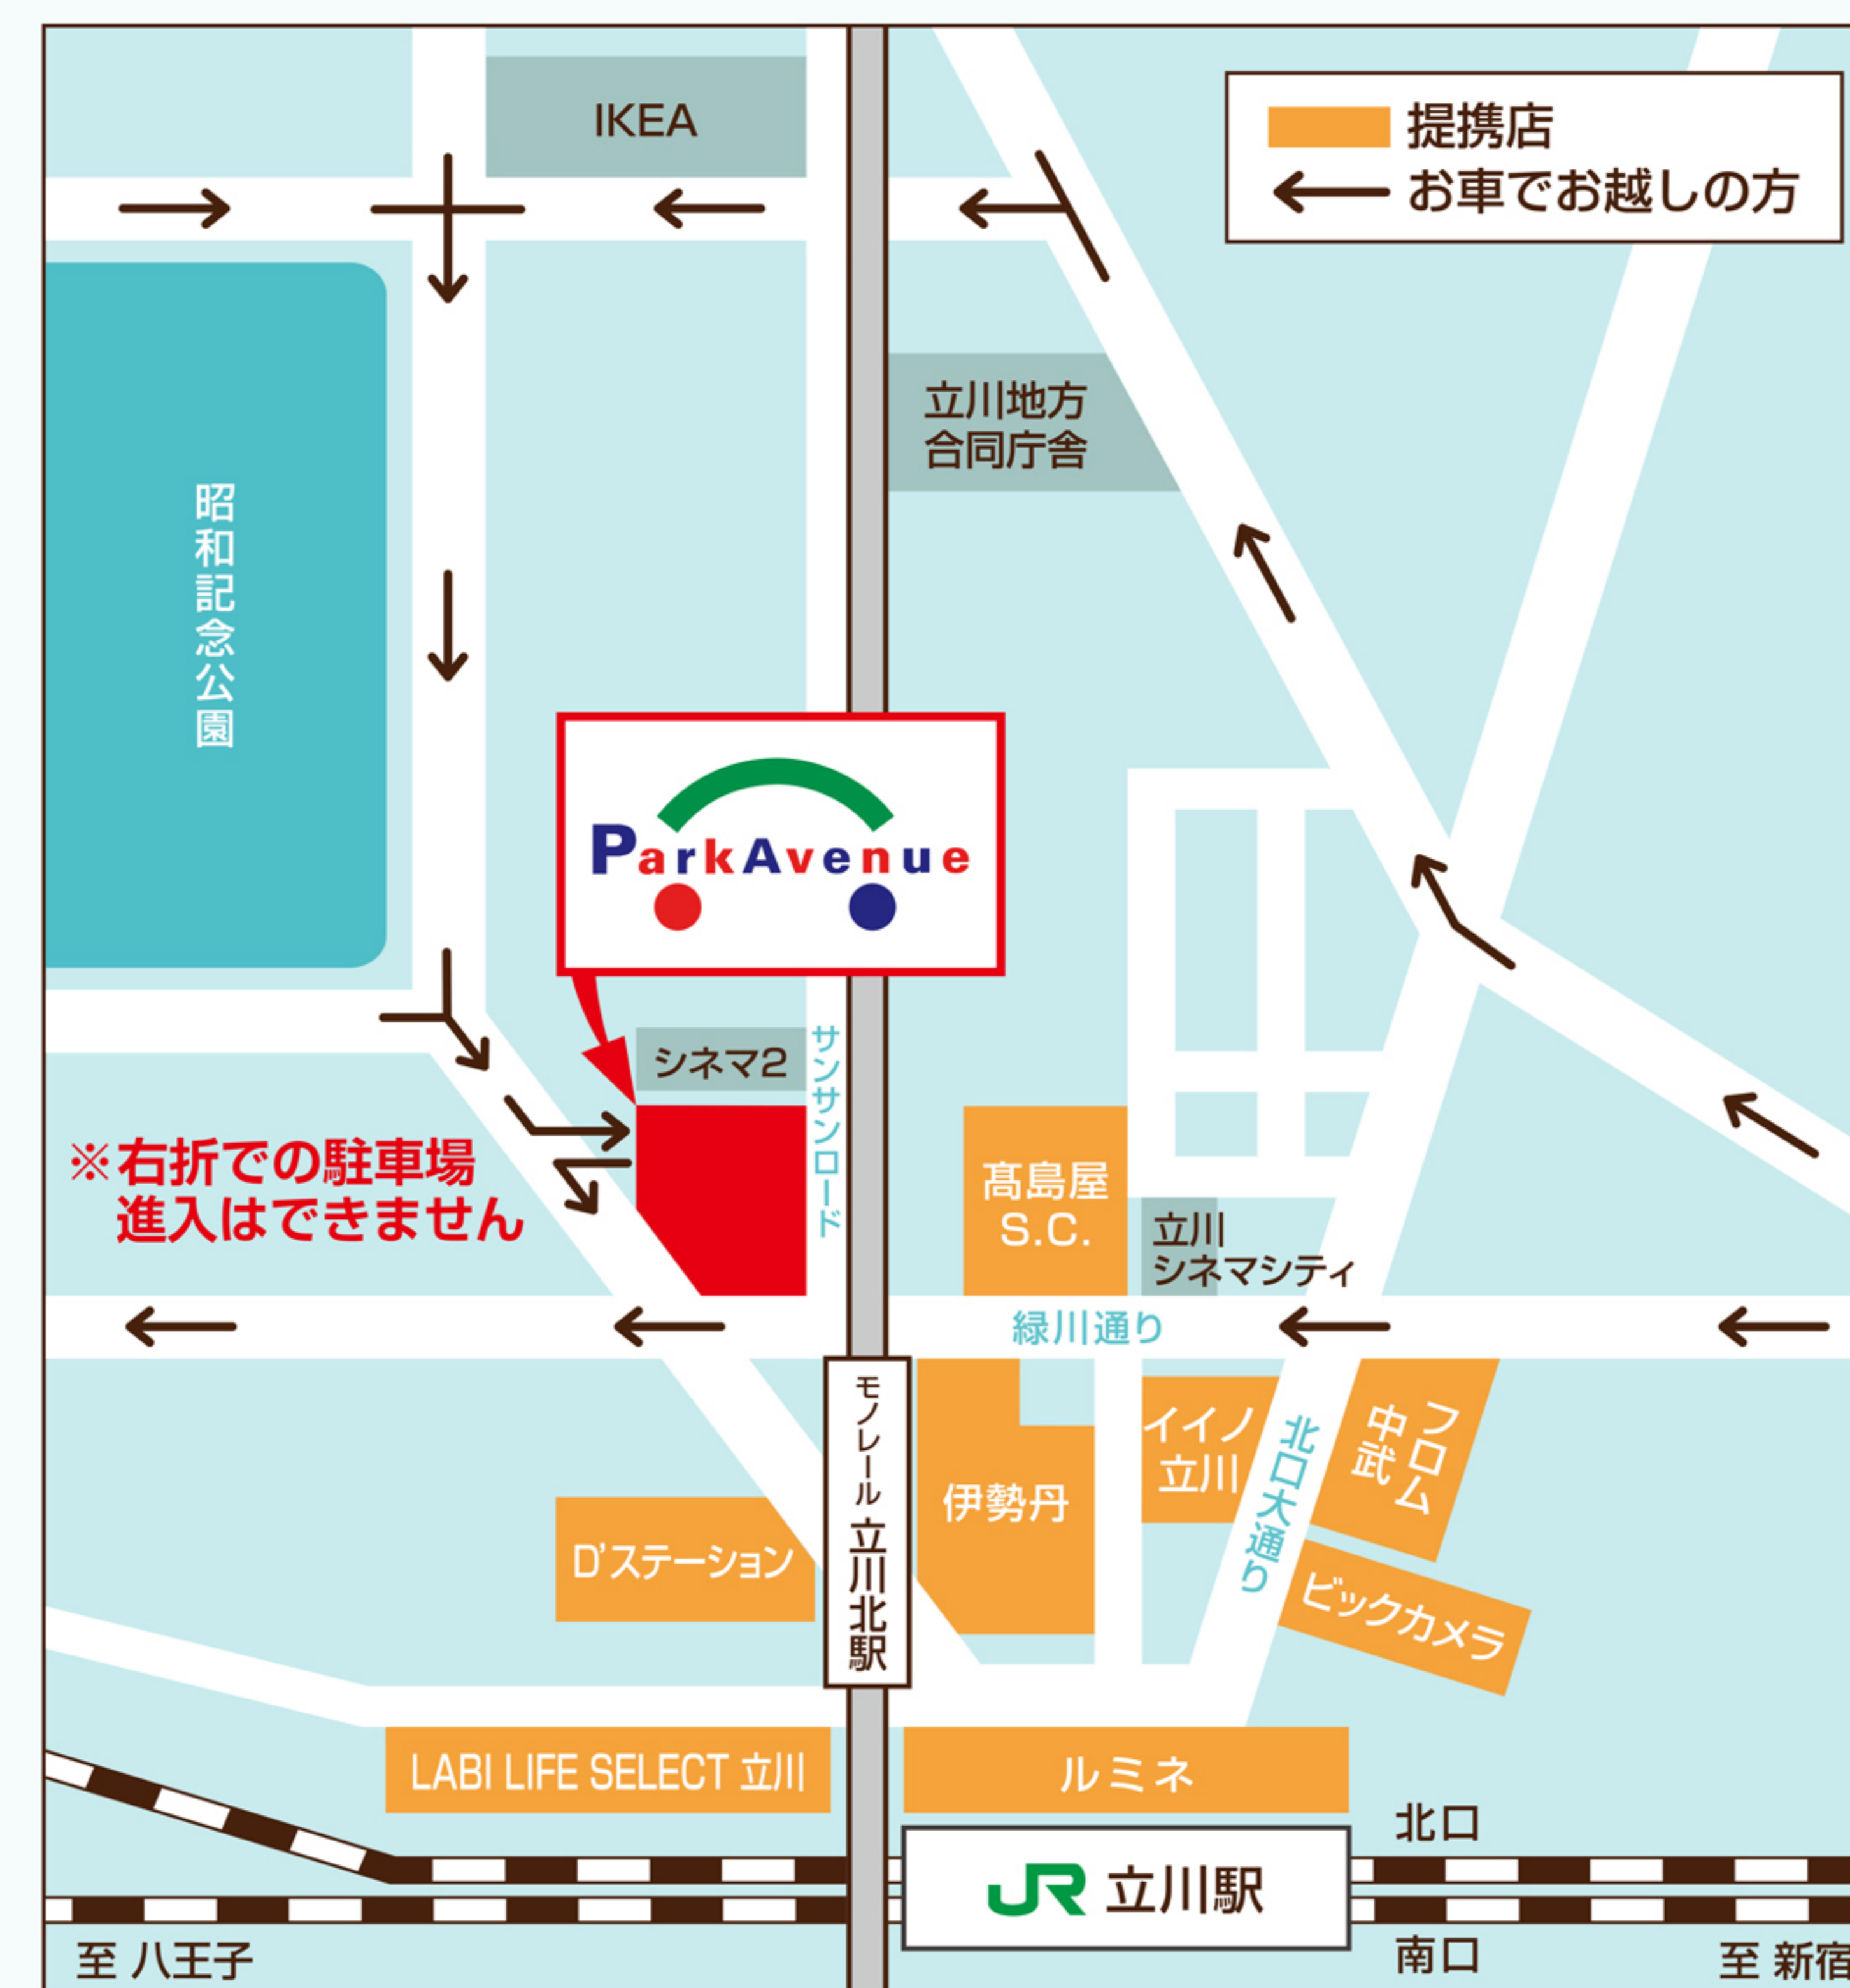 IKEA
提携店
お車でお越しの方
立川地方
合同庁舎
昭和記念公園
ParkAvenue
シネマ2
サンサンロード
※右折での駐車場
進入はできません
髙島屋
S.C.
立川
シネマシティ
緑川通り
モノレール 立川北駅
伊勢丹
イイノ
立川
北口大通り
フロム
中武
ビックカメラ
D'ステーション
LABI LIFE SELECT 立川
ルミネ
北口
JR 立川駅
南口
至 八王子
至 新宿